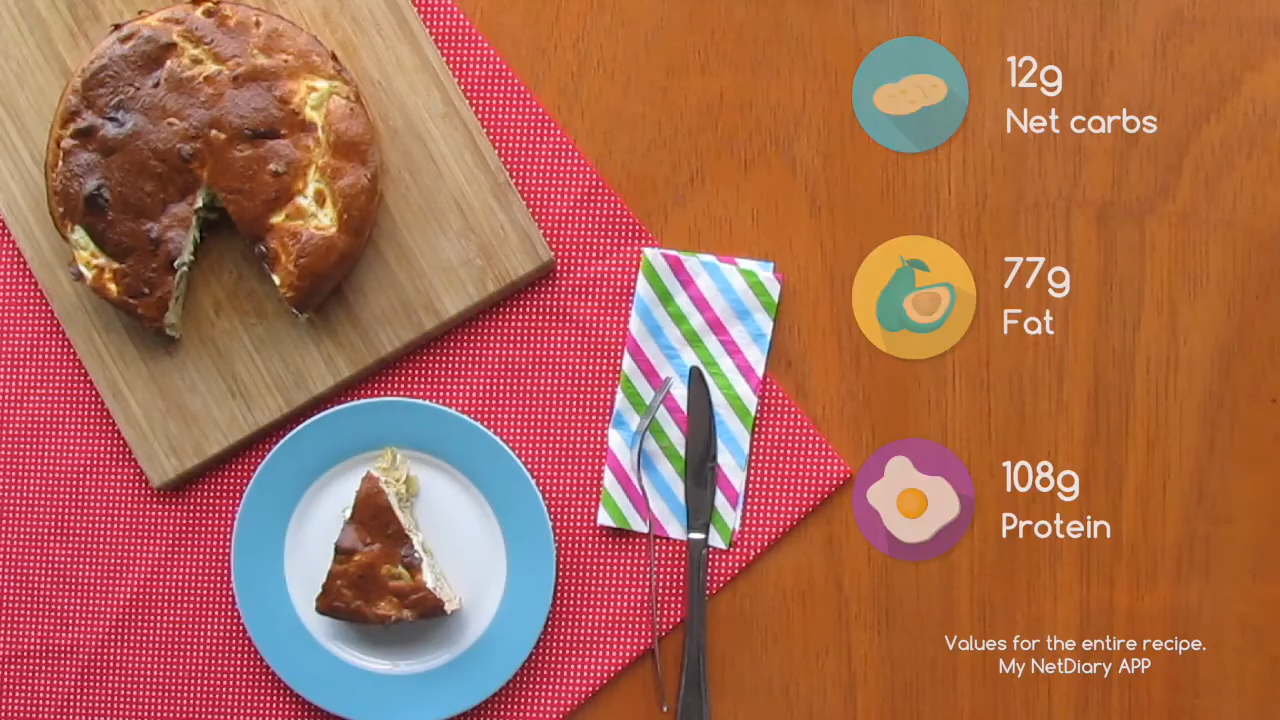 12g
Net carbs
77g
Fat
108g
Protein
Values for the entire recipe.
My NetDiary APP